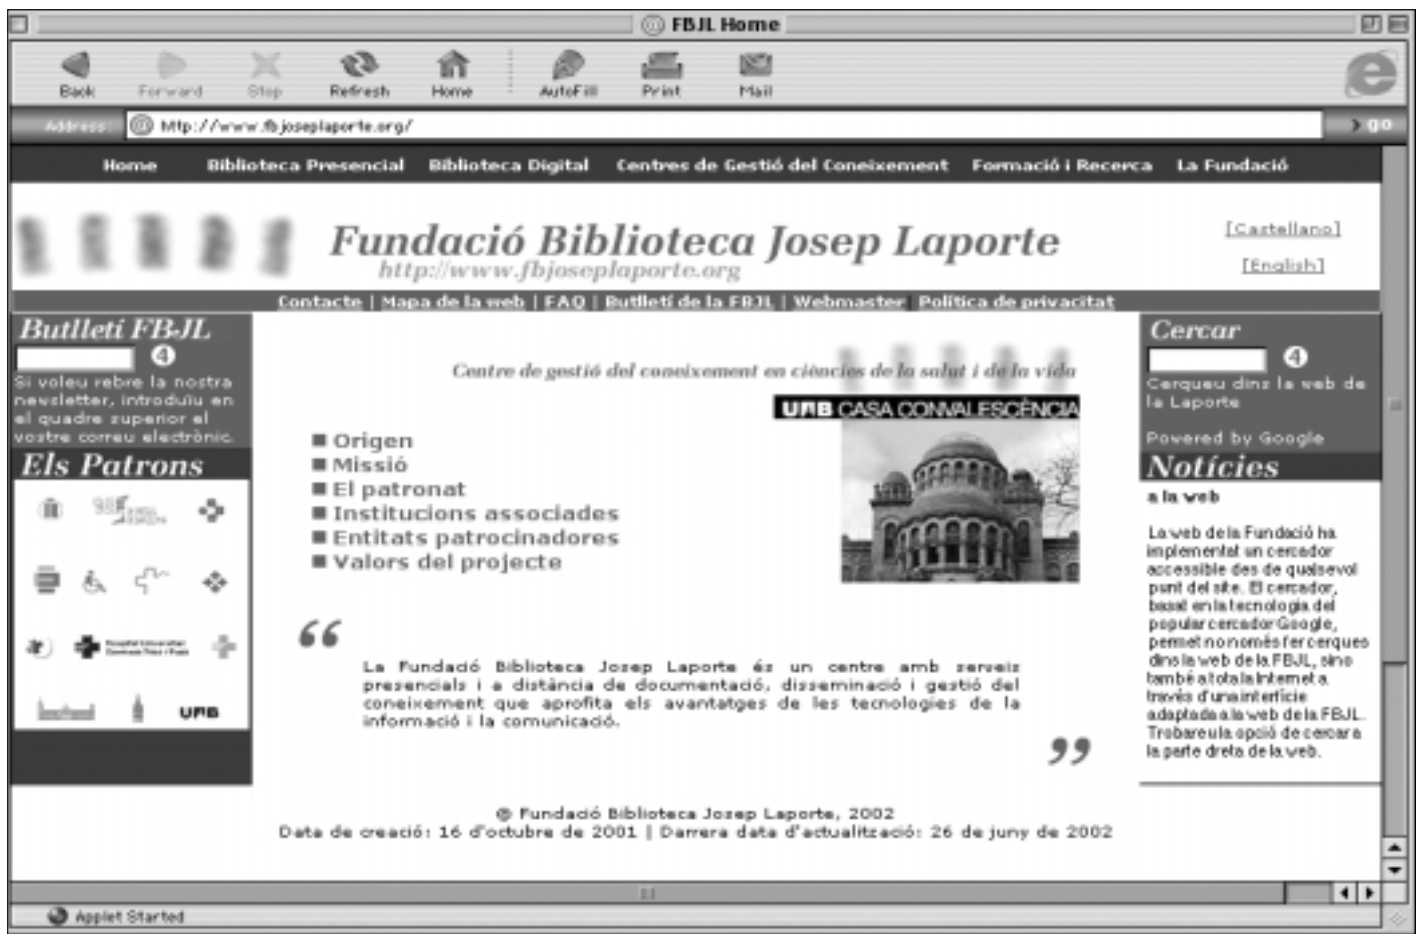 FBJL Home
Back Forward Stop Refresh Home AutoFill Print Mail
Address: http://www.fbjoseplaporte.org/ go
Home Biblioteca Presencial Biblioteca Digital Centres de Gestió del Coneixement Formació i Recerca La Fundació
Fundació Biblioteca Josep Laporte
http://www.fbjoseplaporte.org
[Castellano]
[English]
Contacte | Mapa de la web | FAQ | Butlletí de la FBJL | Webmaster | Política de privacitat
Butlletí FBJL
4
Si voleu rebre la nostra
newsletter, introduïu en
el quadre superior el
vostre correu electrònic.
Els Patrons
Hospital Universitari
Germans Trias i Pujol
UAB
Centre de gestió del coneixement en ciències de la salut i de la vida
UAB CASA CONVALESCÈNCIA
Origen
Missió
El patronat
Institucions associades
Entitats patrocinadores
Valors del projecte
“
La Fundació Biblioteca Josep Laporte és un centre amb serveis
presencials i a distància de documentació, disseminació i gestió del
coneixement que aprofita els avantatges de les tecnologies de la
informació i la comunicació.
”
Cercar
4
Cerqueu dins la web de
la Laporte
Powered by Google
Notícies
a la web
La web de la Fundació ha
implementat un cercador
accessible des de qualsevol
punt del site. El cercador,
basat en la tecnologia del
popular cercador Google,
permet no només fer cerques
dins la web de la FBJL, sino
també a tota la Internet a
través d'una interfície
adaptada a la web de la FBJL.
Trobareu la opció de cercar a
la parte dreta de la web.
© Fundació Biblioteca Josep Laporte, 2002
Data de creació: 16 d'octubre de 2001 | Darrera data d'actualització: 26 de juny de 2002
Applet Started